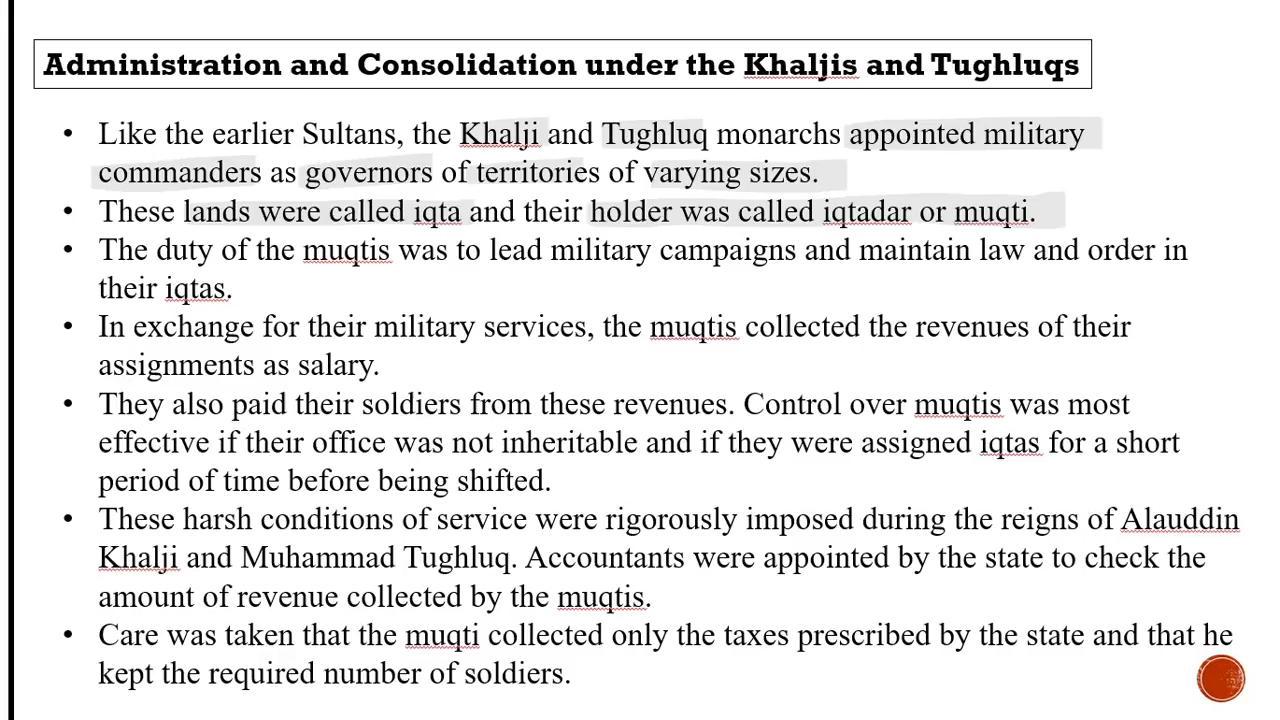 Administration and Consolidation under the Khaljis and Tughluqs
• Like the earlier Sultans, the Khalji and Tughluq monarchs appointed military
commanders as governors of territories of varying sizes.
• These lands were called iqta and their holder was called iqtadar or muqti.
• The duty of the muqtis was to lead military campaigns and maintain law and order in
their iqtas.
• In exchange for their military services, the muqtis collected the revenues of their
assignments as salary.
• They also paid their soldiers from these revenues. Control over muqtis was most
effective if their office was not inheritable and if they were assigned iqtas for a short
period of time before being shifted.
• These harsh conditions of service were rigorously imposed during the reigns of Alauddin
Khalji and Muhammad Tughluq. Accountants were appointed by the state to check the
amount of revenue collected by the muqtis.
• Care was taken that the muqti collected only the taxes prescribed by the state and that he
kept the required number of soldiers.